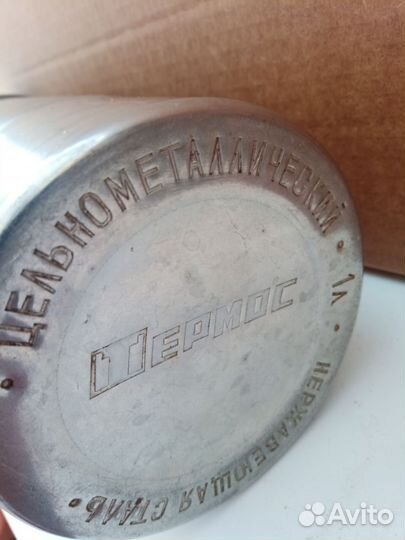 • ЦЕЛЬНОМЕТАЛЛИЧЕСКИЙ • 1л •
ТЕРМОС
НЕРЖАВЕЮЩАЯ СТАЛЬ.
Avito